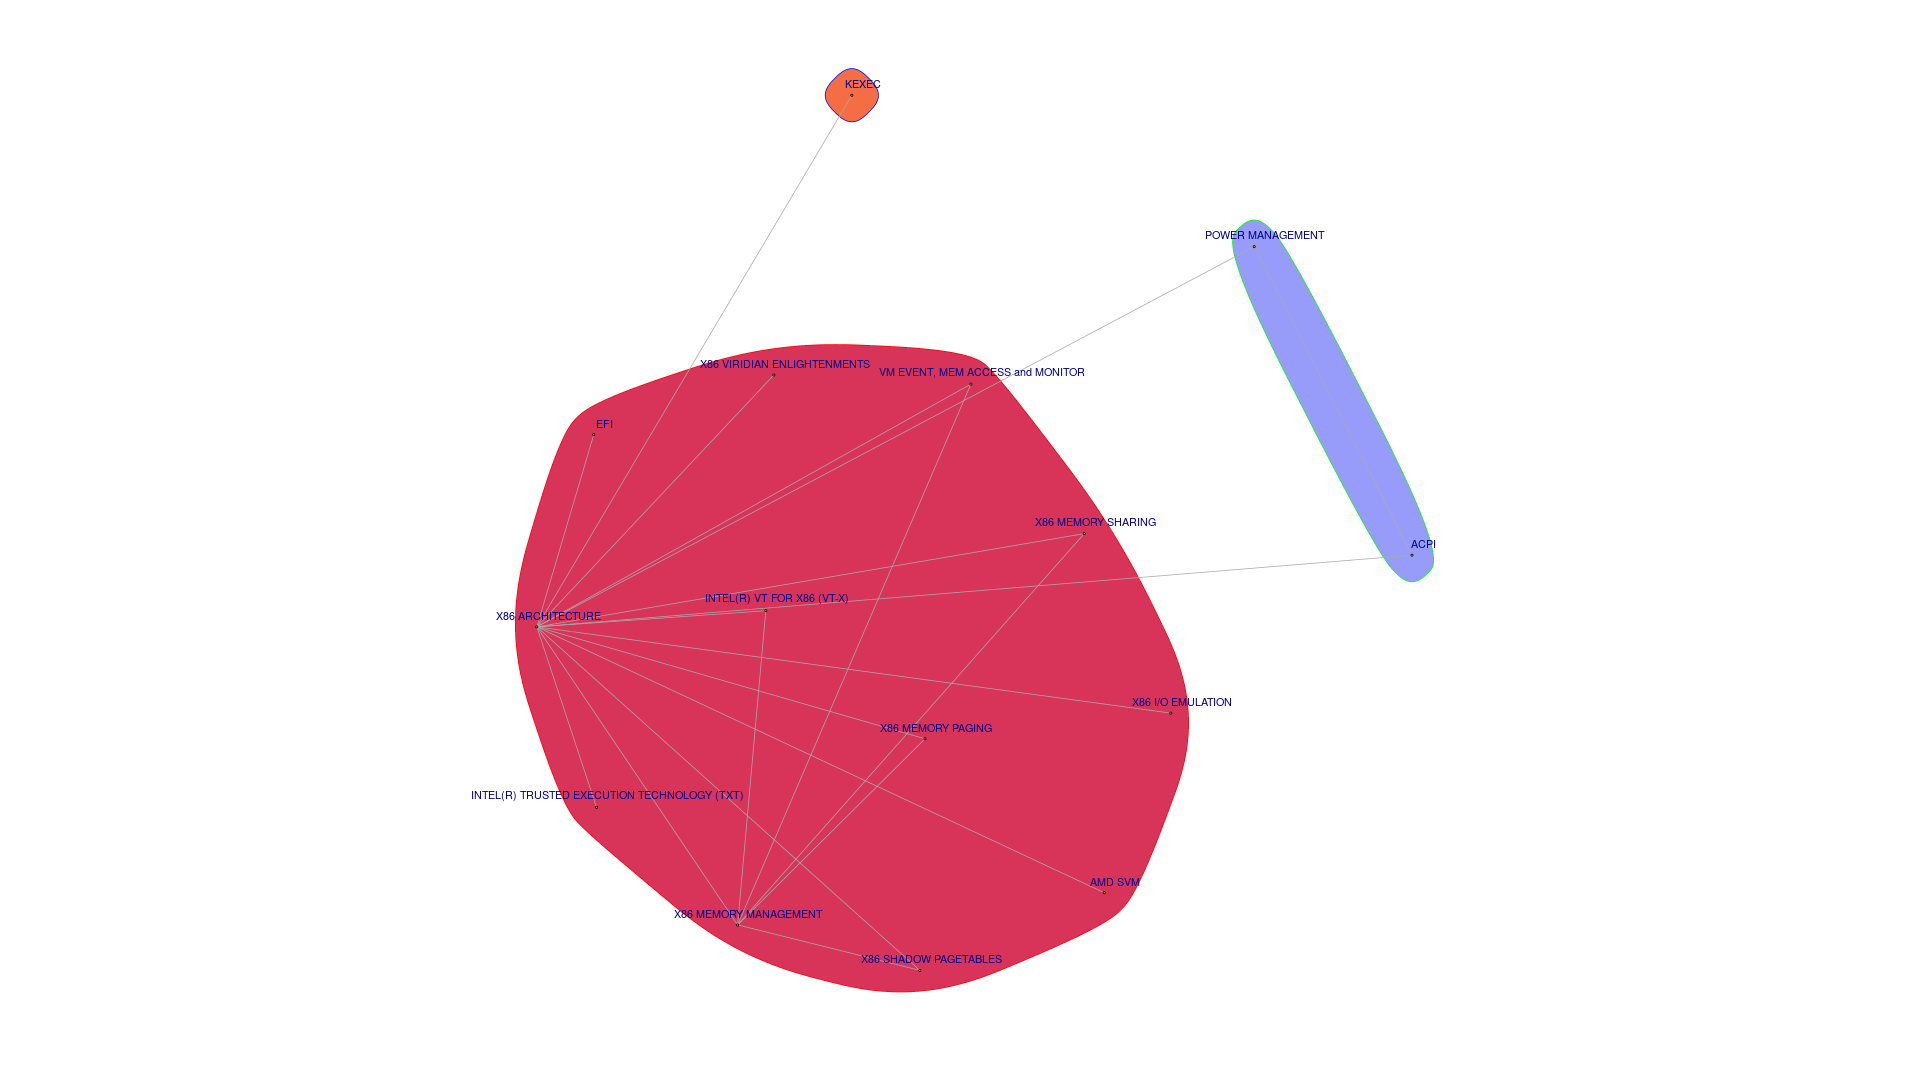 KEXEC
POWER MANAGEMENT
X86 VIRIDIAN ENLIGHTENMENTS
VM EVENT, MEM ACCESS and MONITOR
EFI
X86 MEMORY SHARING
ACPI
INTEL(R) VT FOR X86 (VT-X)
X86 ARCHITECTURE
X86 I/O EMULATION
X86 MEMORY PAGING
INTEL(R) TRUSTED EXECUTION TECHNOLOGY (TXT)
AMD SVM
X86 MEMORY MANAGEMENT
X86 SHADOW PAGETABLES